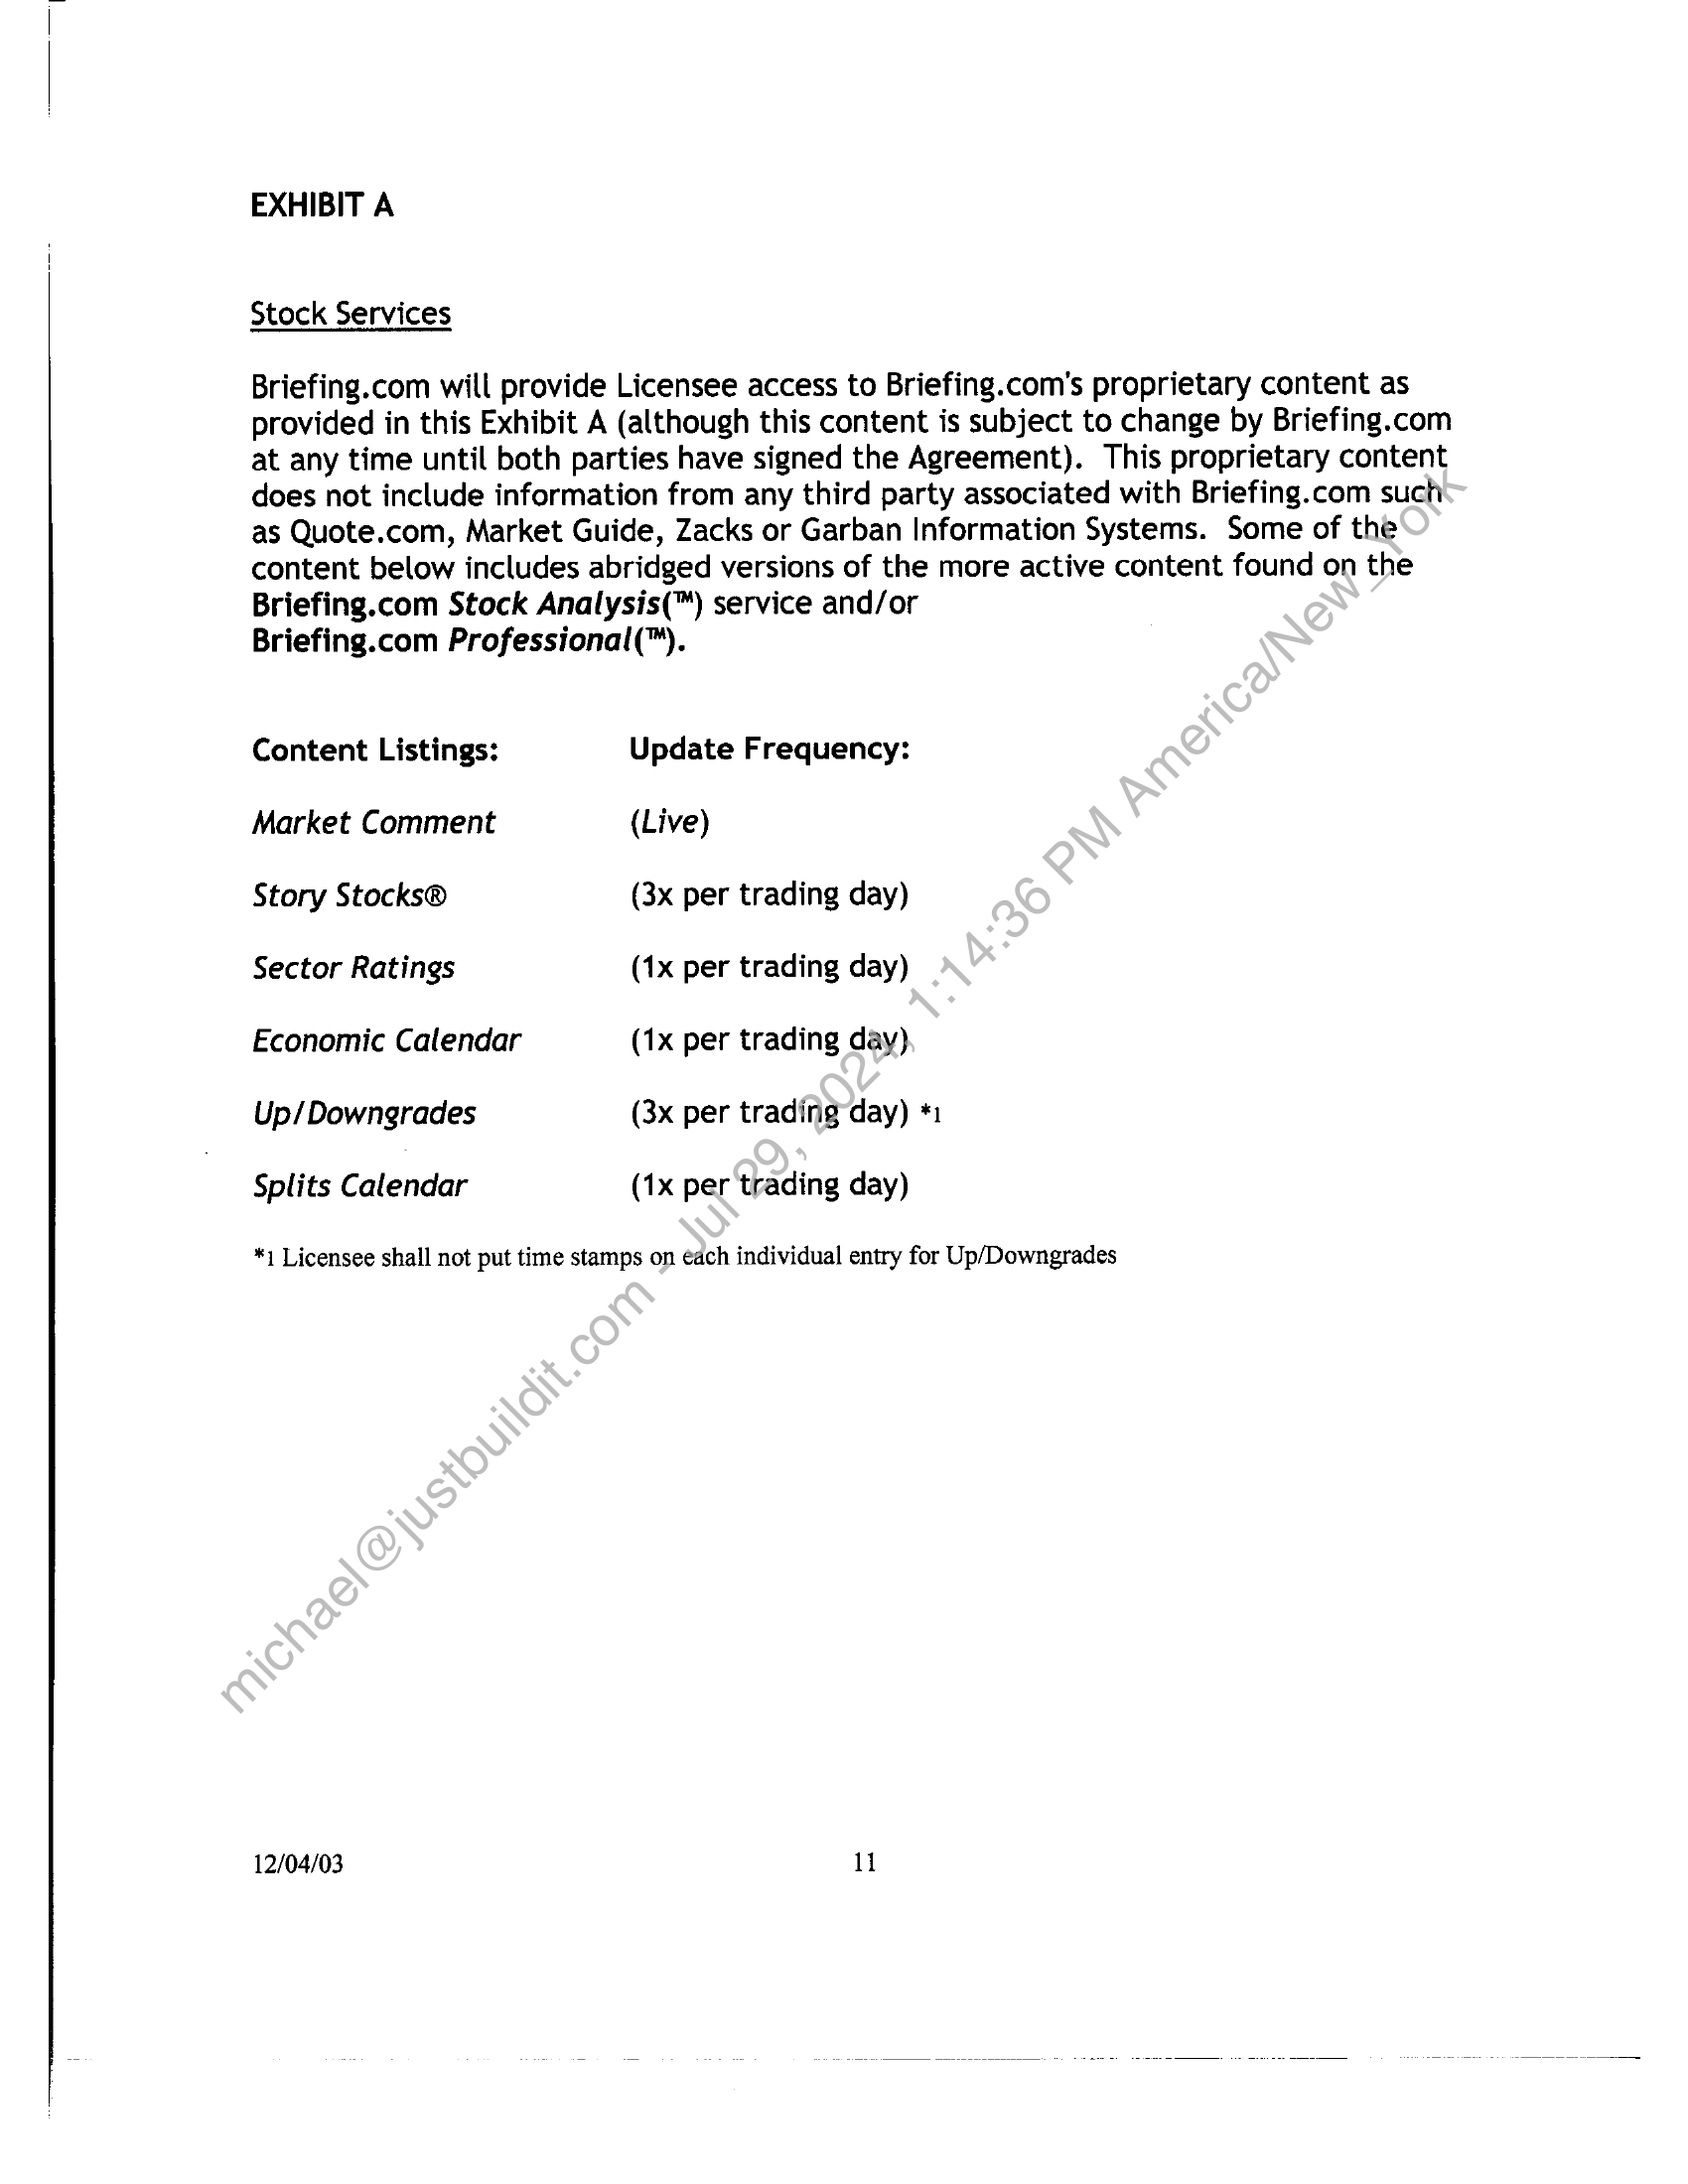 EXHIBIT A
Stock Services
Briefing.com will provide Licensee access to Briefing.com's proprietary content as
provided in this Exhibit A (although this content is subject to change by Briefing.com
at any time until both parties have signed the Agreement). This proprietary content
does not include information from any third party associated with Briefing.com such
as Quote.com, Market Guide, Zacks or Garban Information Systems. Some of the
content below includes abridged versions of the more active content found on the
Briefing.com Stock Analysis(™) service and/or
Briefing.com Professional(™).
Content Listings: Update Frequency:
Market Comment (Live)
Story Stocks® (3x per trading day)
Sector Ratings (1x per trading day)
Economic Calendar (1x per trading day)
Up/Downgrades (3x per trading day) *1
Splits Calendar (1x per trading day)
*1 Licensee shall not put time stamps on each individual entry for Up/Downgrades
michael@justbuildit.com - Jul 29, 2024, 1:14:36 PM America/New_York
12/04/03 11